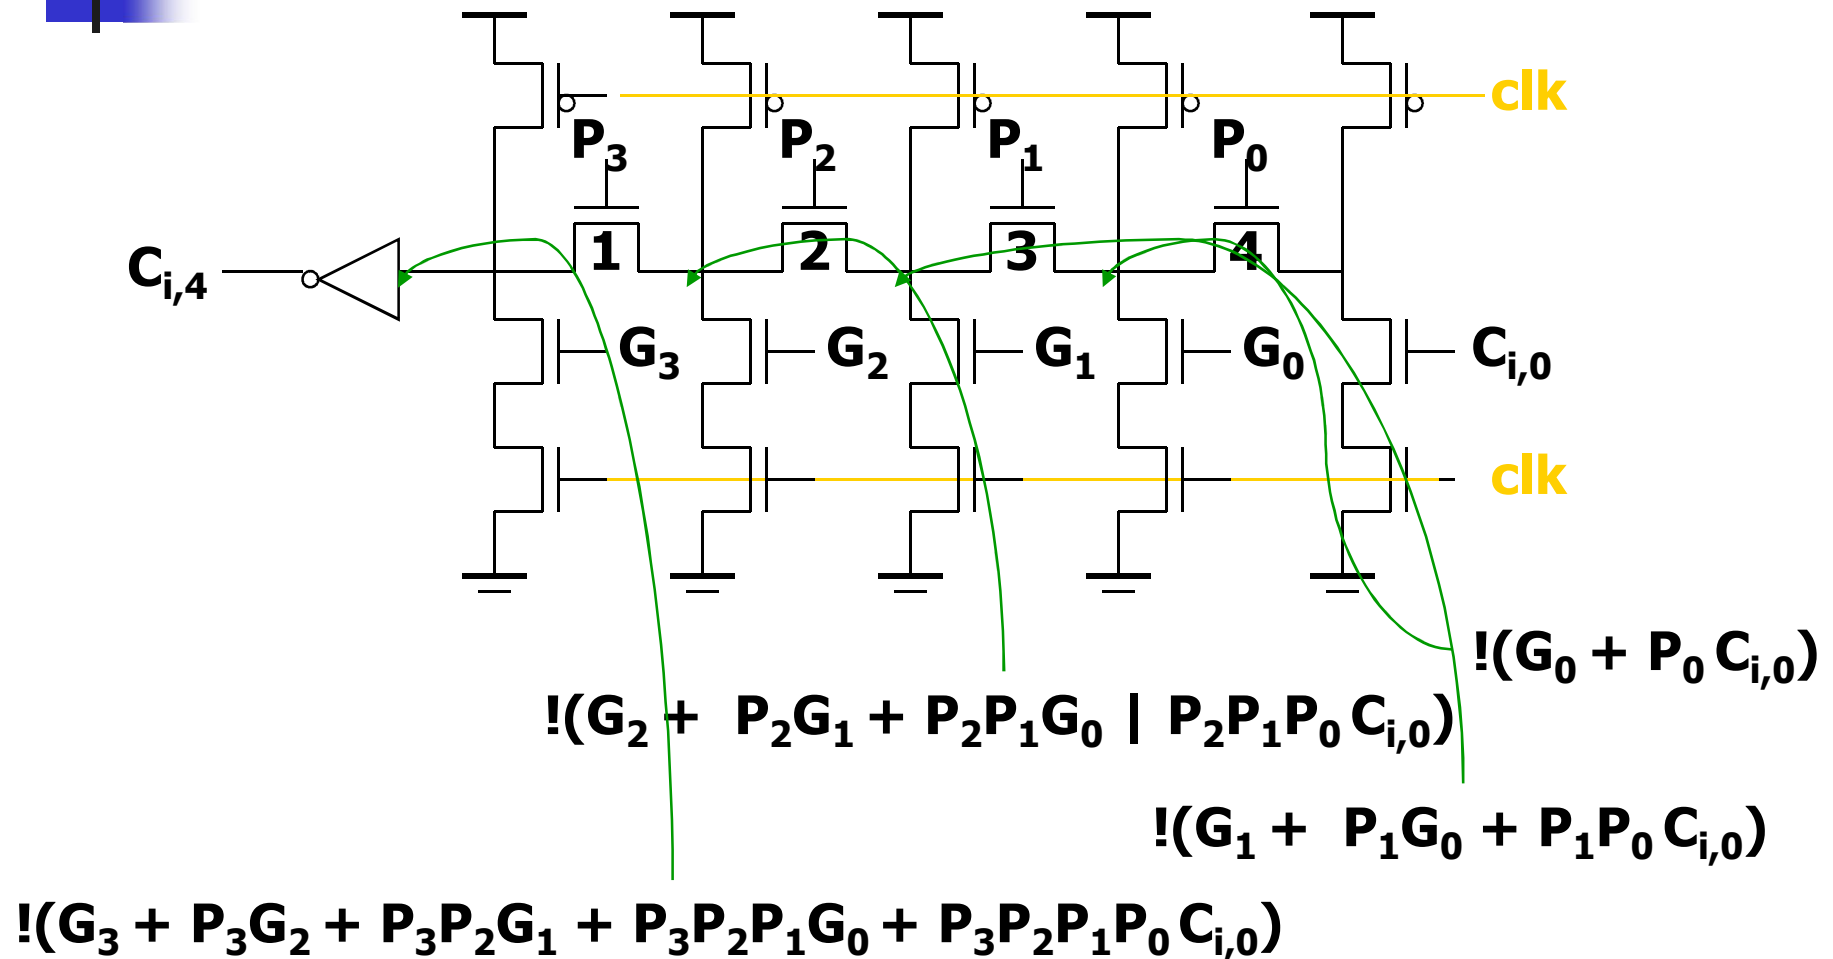 clk
P3 P2 P1 P0
1 2 3 4
Ci,4
G3 G2 G1 G0 Ci,0
clk
!(G0 + P0 Ci,0)
!(G2 + P2G1 + P2P1G0 | P2P1P0 Ci,0)
!(G1 + P1G0 + P1P0 Ci,0)
!(G3 + P3G2 + P3P2G1 + P3P2P1G0 + P3P2P1P0 Ci,0)